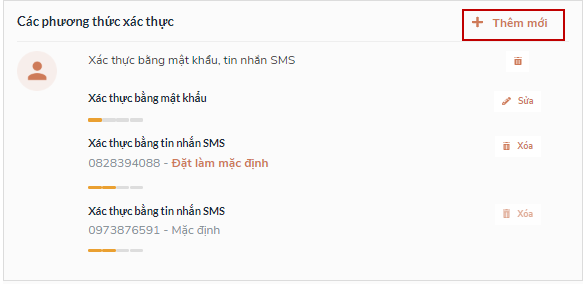 Các phương thức xác thực
Thêm mới
Xác thực bằng mật khẩu, tin nhắn SMS
Xác thực bằng mật khẩu
Sửa
Xác thực bằng tin nhắn SMS
Xóa
0828394088 - Đặt làm mặc định
Xác thực bằng tin nhắn SMS
Xóa
0973876591 - Mặc định